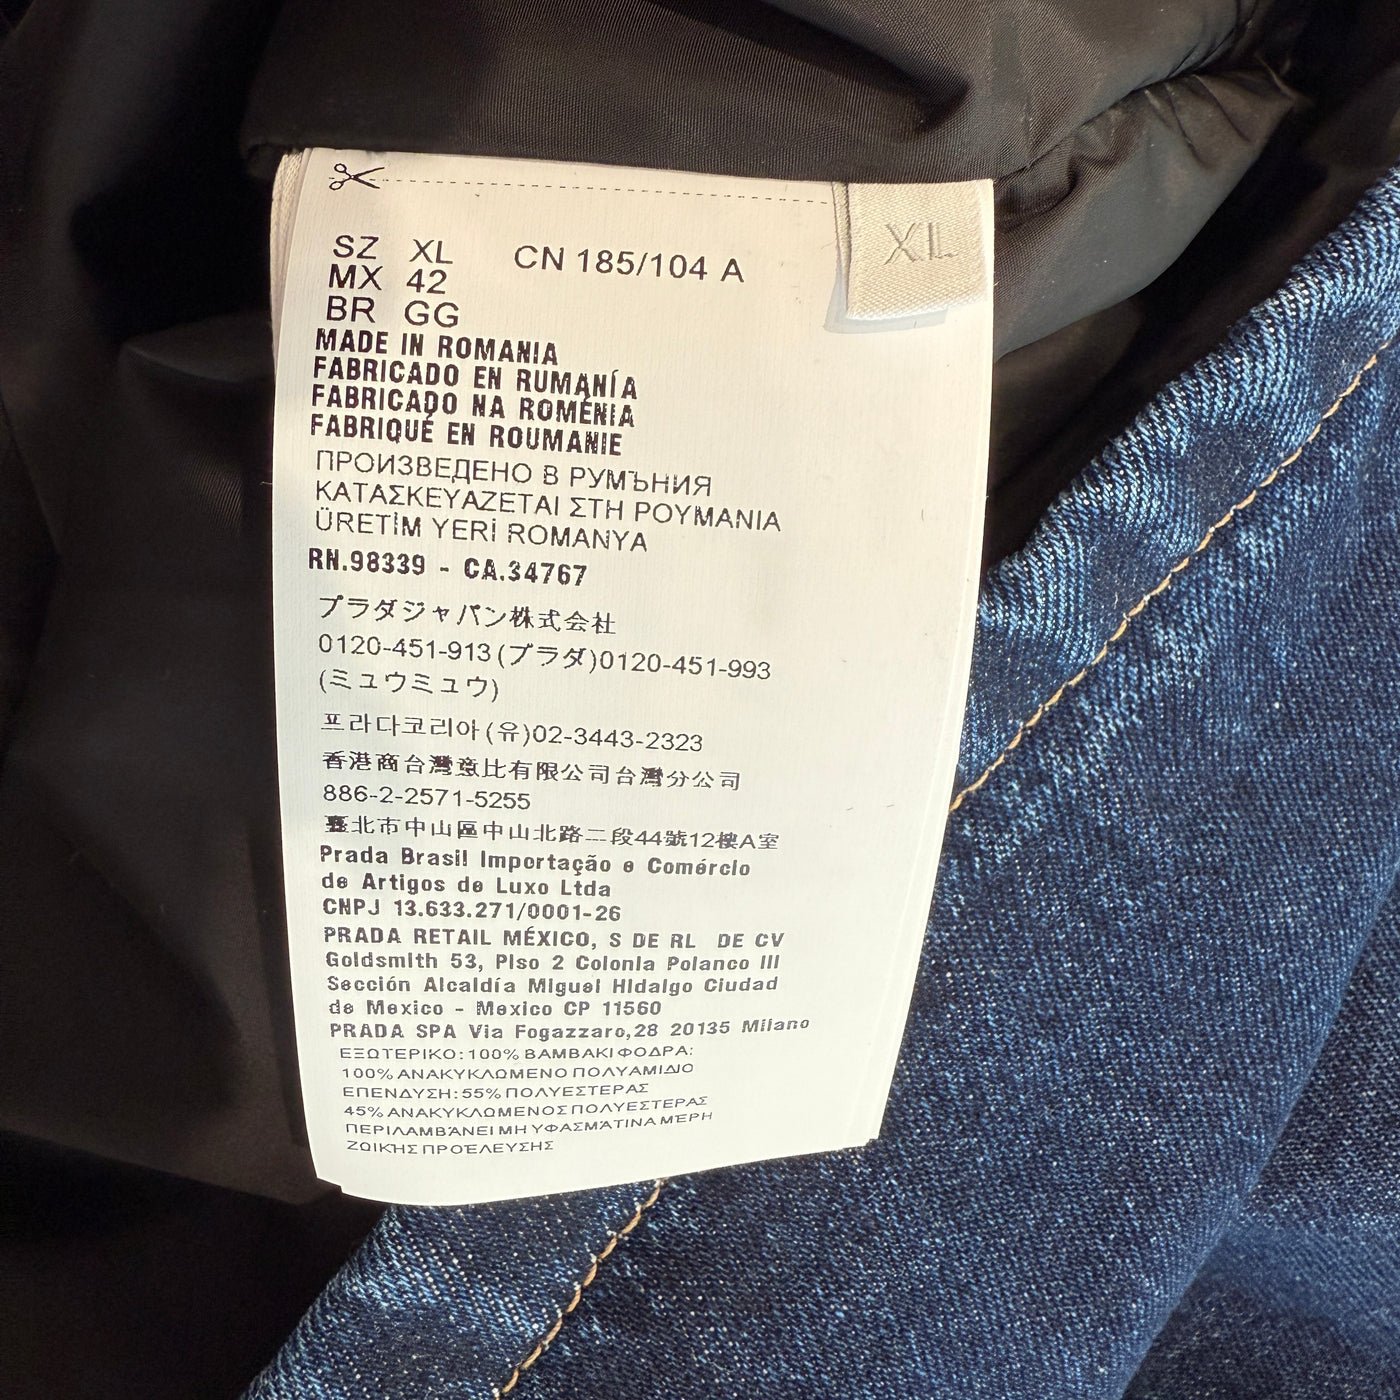 SZ XL CN 185/104 A
XL
MX 42
BR GG
MADE IN ROMANIA
FABRICADO EN RUMANÍA
FABRICADO NA ROMÉNIA
FABRIQUÉ EN ROUMANIE
ПРОИЗВЕДЕНО В РУМЪНИЯ
ΚΑΤΑΣΚΕΥΑΖΕΤΑΙ ΣΤΗ ΡΟΥΜΑΝΙΑ
ÜRETİM YERİ ROMANYA
RN.98339 - CA.34767
プラダジャパン株式会社
0120-451-913(プラダ)0120-451-993
(ミュウミュウ)
프라다코리아(유)02-3443-2323
香港商台灣意比有限公司台灣分公司
886-2-2571-5255
臺北市中山區中山北路二段44號12樓A室
Prada Brasil Importação e Comércio
de Artigos de Luxo Ltda
CNPJ 13.633.271/0001-26
PRADA RETAIL MÉXICO, S DE RL DE CV
Goldsmith 53, Piso 2 Colonia Polanco III
Sección Alcaldía Miguel Hidalgo Ciudad
de Mexico - Mexico CP 11560
PRADA SPA Via Fogazzaro,28 20135 Milano
ΕΞΩΤΕΡΙΚΟ:100% ΒΑΜΒΑΚΙ ΦΟΔΡΑ:
100% ΑΝΑΚΥΚΛΩΜΕΝΟ ΠΟΛΥΑΜΙΔΙΟ
ΕΠΕΝΔΥΣΗ:55% ΠΟΛΥΕΣΤΕΡΑΣ
45% ΑΝΑΚΥΚΛΩΜΕΝΟΣ ΠΟΛΥΕΣΤΕΡΑΣ
ΠΕΡΙΛΑΜΒΆΝΕΙ ΜΗ ΥΦΑΣΜΆΤΙΝΑ ΜΈΡΗ
ΖΩΙΚΉΣ ΠΡΟΈΛΕΥΣΗΣ